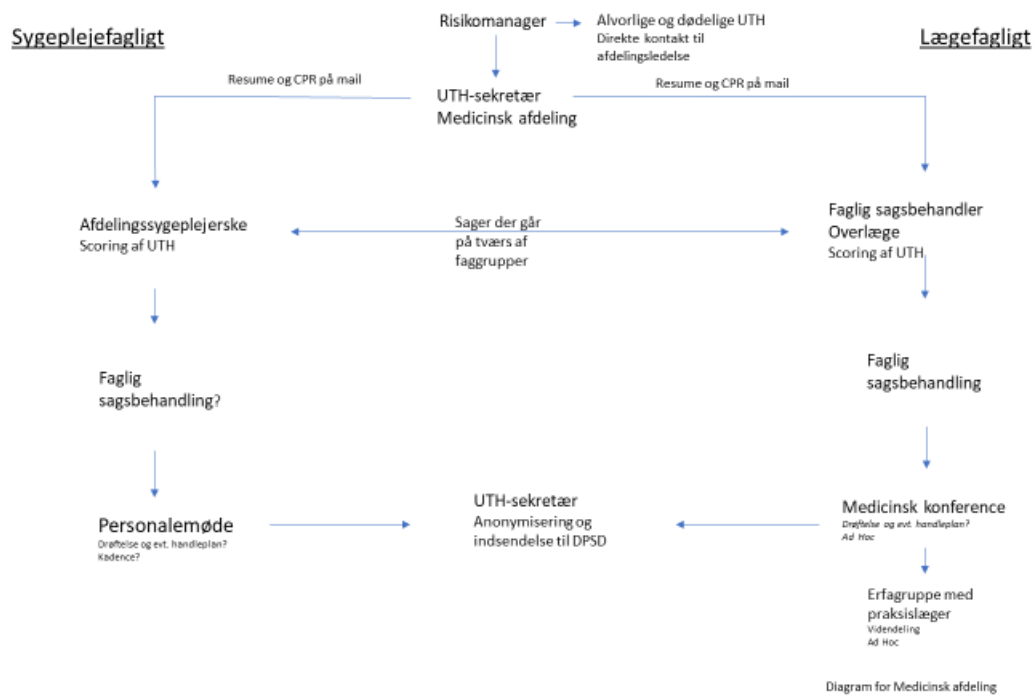 Risikomanager
Alvorlige og dødelige UTH
Direkte kontakt til
afdelingsledelse
Sygeplejefagligt
Lægefagligt
Resume og CPR på mail
Resume og CPR på mail
UTH-sekretær
Medicinsk afdeling
Afdelingssygeplejerske
Scoring af UTH
Sager der går
på tværs af
faggrupper
Faglig sagsbehandler
Overlæge
Scoring af UTH
Faglig
sagsbehandling?
Faglig
sagsbehandling
Personalemøde
Drøftelse og evt. handleplan?
Kadence?
UTH-sekretær
Anonymisering og
indsendelse til DPSD
Medicinsk konference
Drøftelse og evt. handleplan?
Ad Hoc
Erfagruppe med
praksislæger
Videndeling
Ad Hoc
Diagram for Medicinsk afdeling